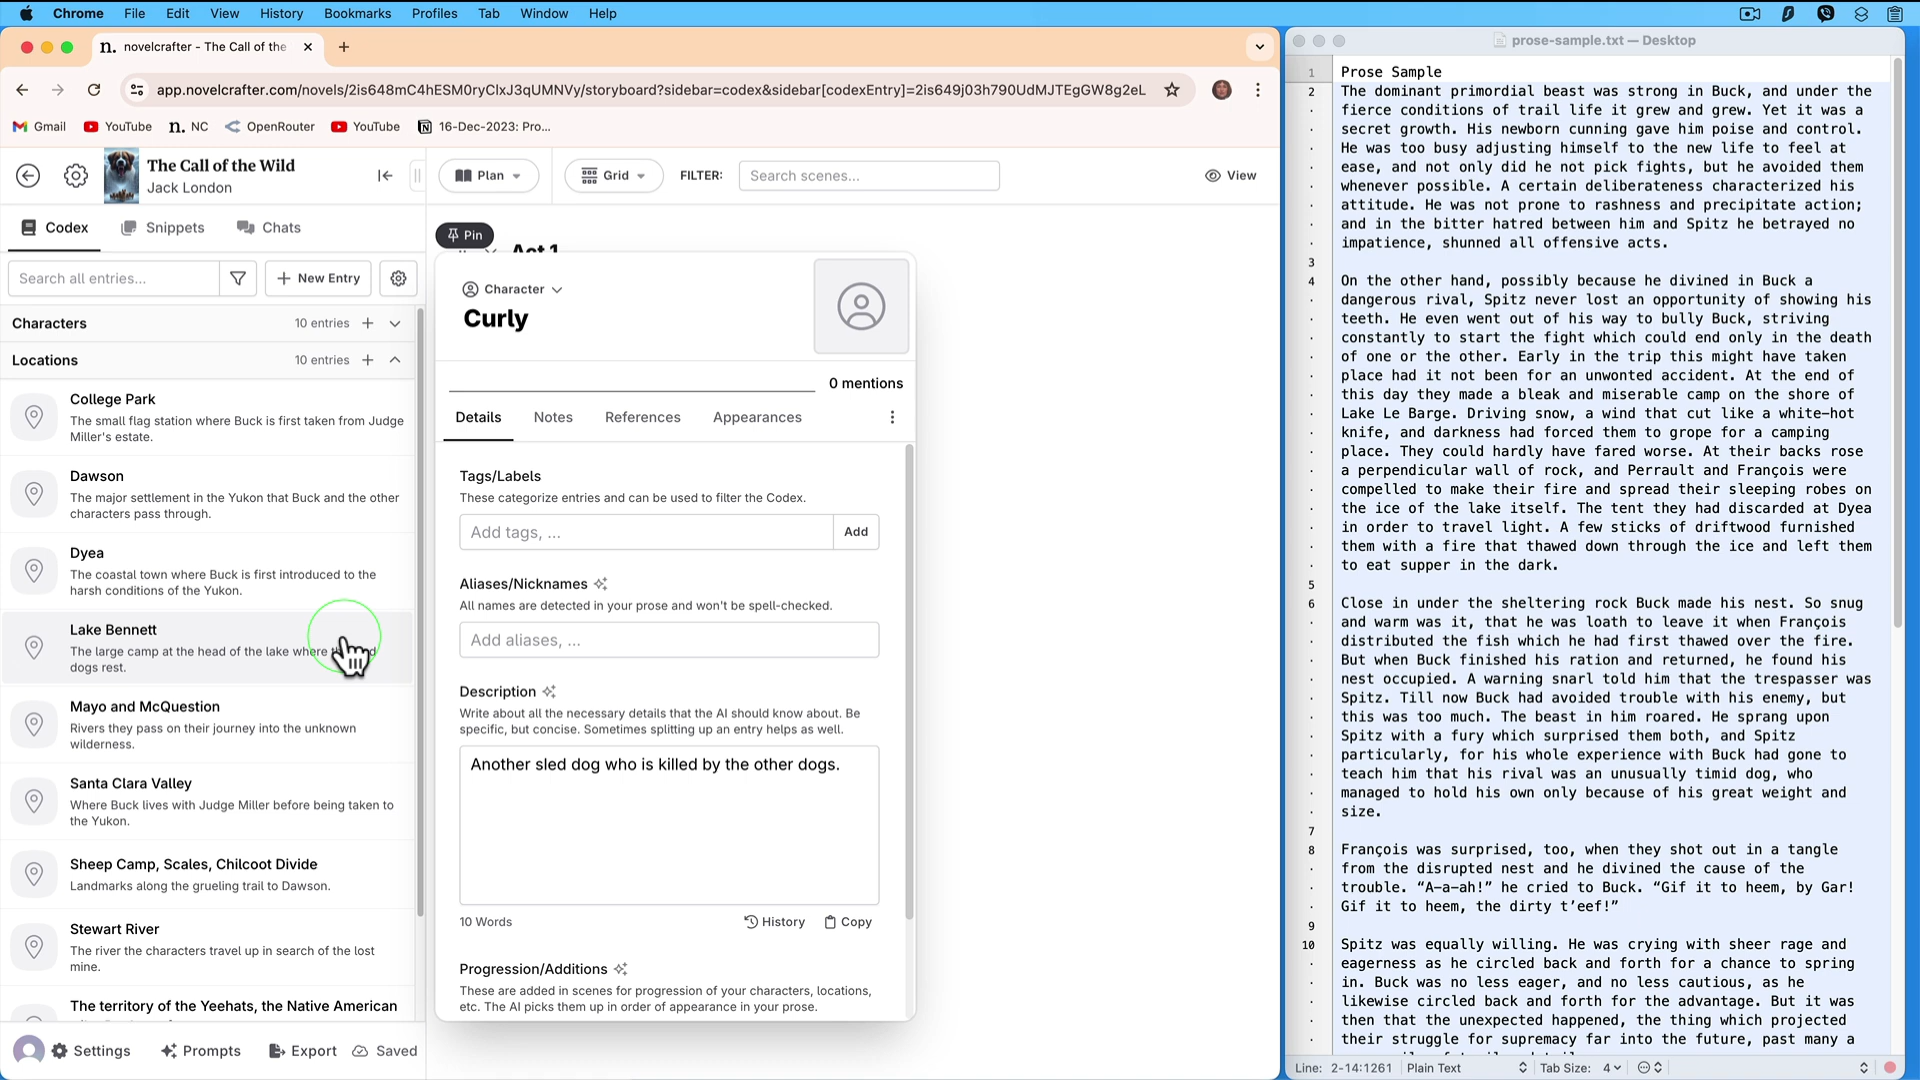 Chrome File Edit View History Bookmarks Profiles Tab Window Help
novelcrafter - The Call of the
app.novelcrafter.com/novels/2is648mC4hESM0ryClxJ3qUMNVy/storyboard?sidebar=codex&sidebar[codexEntry]=2is649j03h790UdMJTEgGW8g2eL
Gmail YouTube n. NC OpenRouter YouTube 16-Dec-2023: Pro...
The Call of the Wild
Jack London
Plan Grid FILTER: Search scenes... View
Codex Snippets Chats
Search all entries... New Entry
Characters 10 entries
Locations 10 entries
College Park
The small flag station where Buck is first taken from Judge
Miller's estate.
Dawson
The major settlement in the Yukon that Buck and the other
characters pass through.
Dyea
The coastal town where Buck is first introduced to the
harsh conditions of the Yukon.
Lake Bennett
The large camp at the head of the lake where
dogs rest.
Mayo and McQuestion
Rivers they pass on their journey into the unknown
wilderness.
Santa Clara Valley
Where Buck lives with Judge Miller before being taken to
the Yukon.
Sheep Camp, Scales, Chilcoot Divide
Landmarks along the grueling trail to Dawson.
Stewart River
The river the characters travel up in search of the lost
mine.
The territory of the Yeehats, the Native American
Settings Prompts Export Saved
Pin
Act 1
Character
Curly
0 mentions
Details Notes References Appearances
Tags/Labels
These categorize entries and can be used to filter the Codex.
Add tags, ... Add
Aliases/Nicknames
All names are detected in your prose and won't be spell-checked.
Add aliases, ...
Description
Write about all the necessary details that the AI should know about. Be
specific, but concise. Sometimes splitting up an entry helps as well.
Another sled dog who is killed by the other dogs.
10 Words History Copy
Progression/Additions
These are added in scenes for progression of your characters, locations,
etc. The AI picks them up in order of appearance in your prose.
prose-sample.txt — Desktop
1 Prose Sample
2 The dominant primordial beast was strong in Buck, and under the
fierce conditions of trail life it grew and grew. Yet it was a
secret growth. His newborn cunning gave him poise and control.
He was too busy adjusting himself to the new life to feel at
ease, and not only did he not pick fights, but he avoided them
whenever possible. A certain deliberateness characterized his
attitude. He was not prone to rashness and precipitate action;
and in the bitter hatred between him and Spitz he betrayed no
impatience, shunned all offensive acts.
3
4 On the other hand, possibly because he divined in Buck a
dangerous rival, Spitz never lost an opportunity of showing his
teeth. He even went out of his way to bully Buck, striving
constantly to start the fight which could end only in the death
of one or the other. Early in the trip this might have taken
place had it not been for an unwonted accident. At the end of
this day they made a bleak and miserable camp on the shore of
Lake Le Barge. Driving snow, a wind that cut like a white-hot
knife, and darkness had forced them to grope for a camping
place. They could hardly have fared worse. At their backs rose
a perpendicular wall of rock, and Perrault and François were
compelled to make their fire and spread their sleeping robes on
the ice of the lake itself. The tent they had discarded at Dyea
in order to travel light. A few sticks of driftwood furnished
them with a fire that thawed down through the ice and left them
to eat supper in the dark.
5
6 Close in under the sheltering rock Buck made his nest. So snug
and warm was it, that he was loath to leave it when François
distributed the fish which he had first thawed over the fire.
But when Buck finished his ration and returned, he found his
nest occupied. A warning snarl told him that the trespasser was
Spitz. Till now Buck had avoided trouble with his enemy, but
this was too much. The beast in him roared. He sprang upon
Spitz with a fury which surprised them both, and Spitz
particularly, for his whole experience with Buck had gone to
teach him that his rival was an unusually timid dog, who
managed to hold his own only because of his great weight and
size.
7
8 François was surprised, too, when they shot out in a tangle
from the disrupted nest and he divined the cause of the
trouble. “A-a-ah!” he cried to Buck. “Gif it to heem, by Gar!
Gif it to heem, the dirty t’eef!”
9
10 Spitz was equally willing. He was crying with sheer rage and
eagerness as he circled back and forth for a chance to spring
in. Buck was no less eager, and no less cautious, as he
likewise circled back and forth for the advantage. But it was
then that the unexpected happened, the thing which projected
their struggle for supremacy far into the future, past many a
Line: 2-14:1261 Plain Text Tab Size: 4